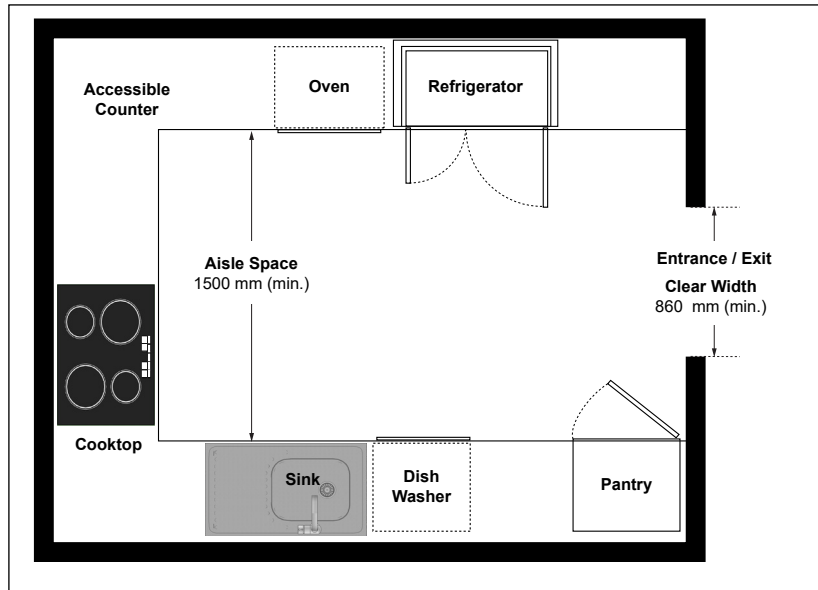 Accessible
Counter
Oven
Refrigerator
Aisle Space
1500 mm (min.)
Entrance / Exit
Clear Width
860 mm (min.)
Cooktop
Sink
Dish
Washer
Pantry